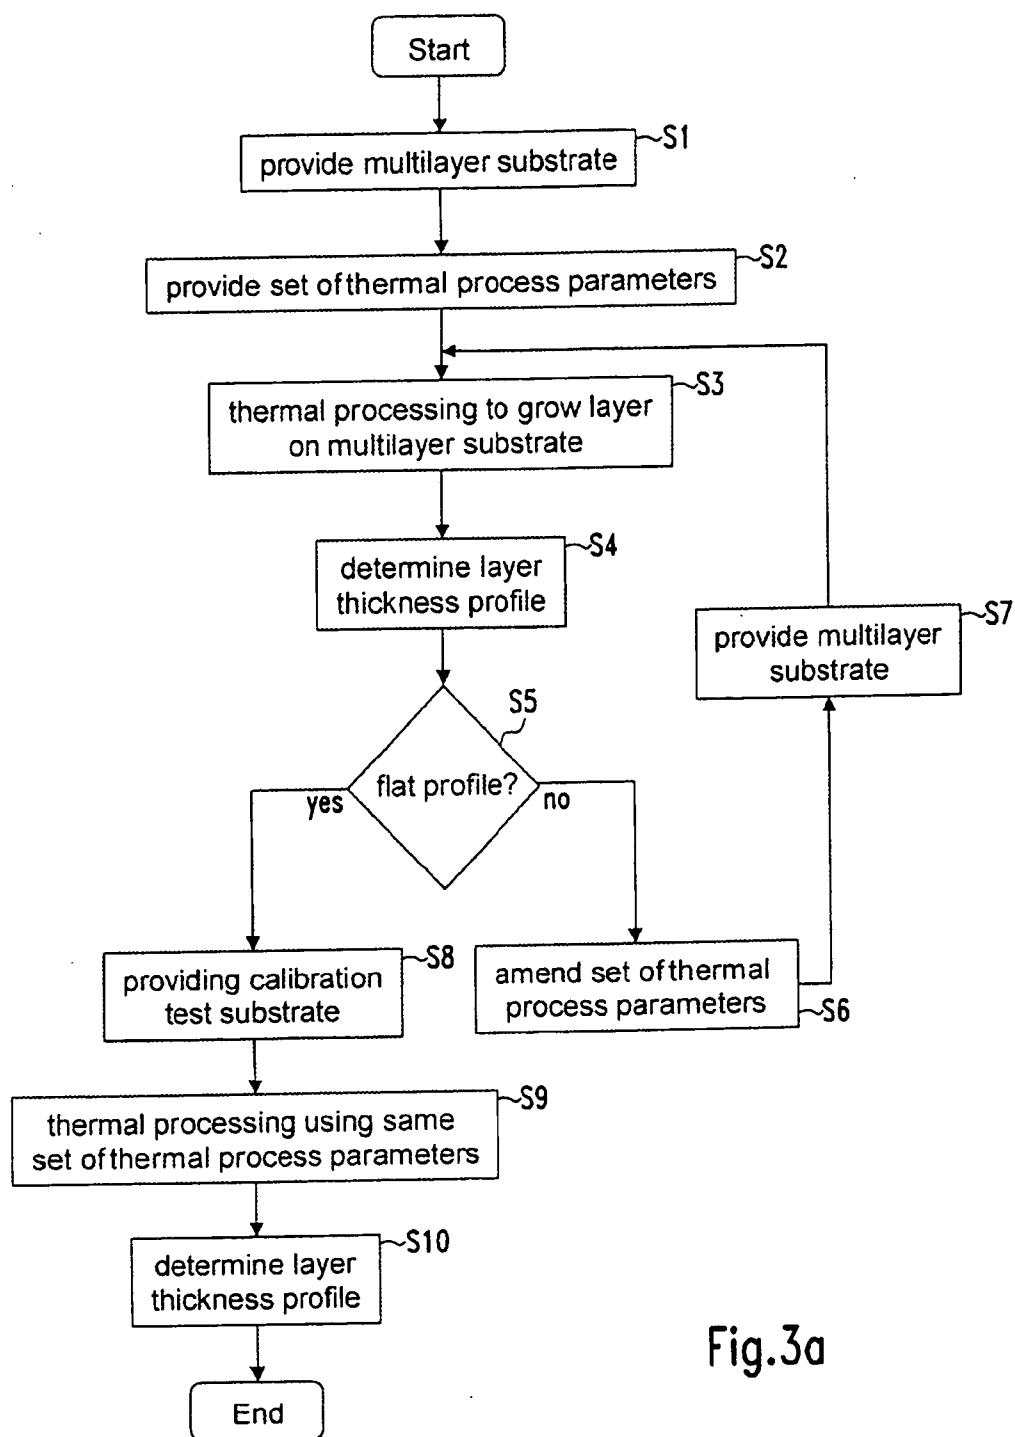 Start
S1
provide multilayer substrate
S2
provide set of thermal process parameters
S3
thermal processing to grow layer
on multilayer substrate
S4
determine layer
thickness profile
S7
provide multilayer
substrate
S5
flat profile?
yes
no
S8
providing calibration
test substrate
amend set of thermal
process parameters
S6
S9
thermal processing using same
set of thermal process parameters
S10
determine layer
thickness profile
Fig.3a
End